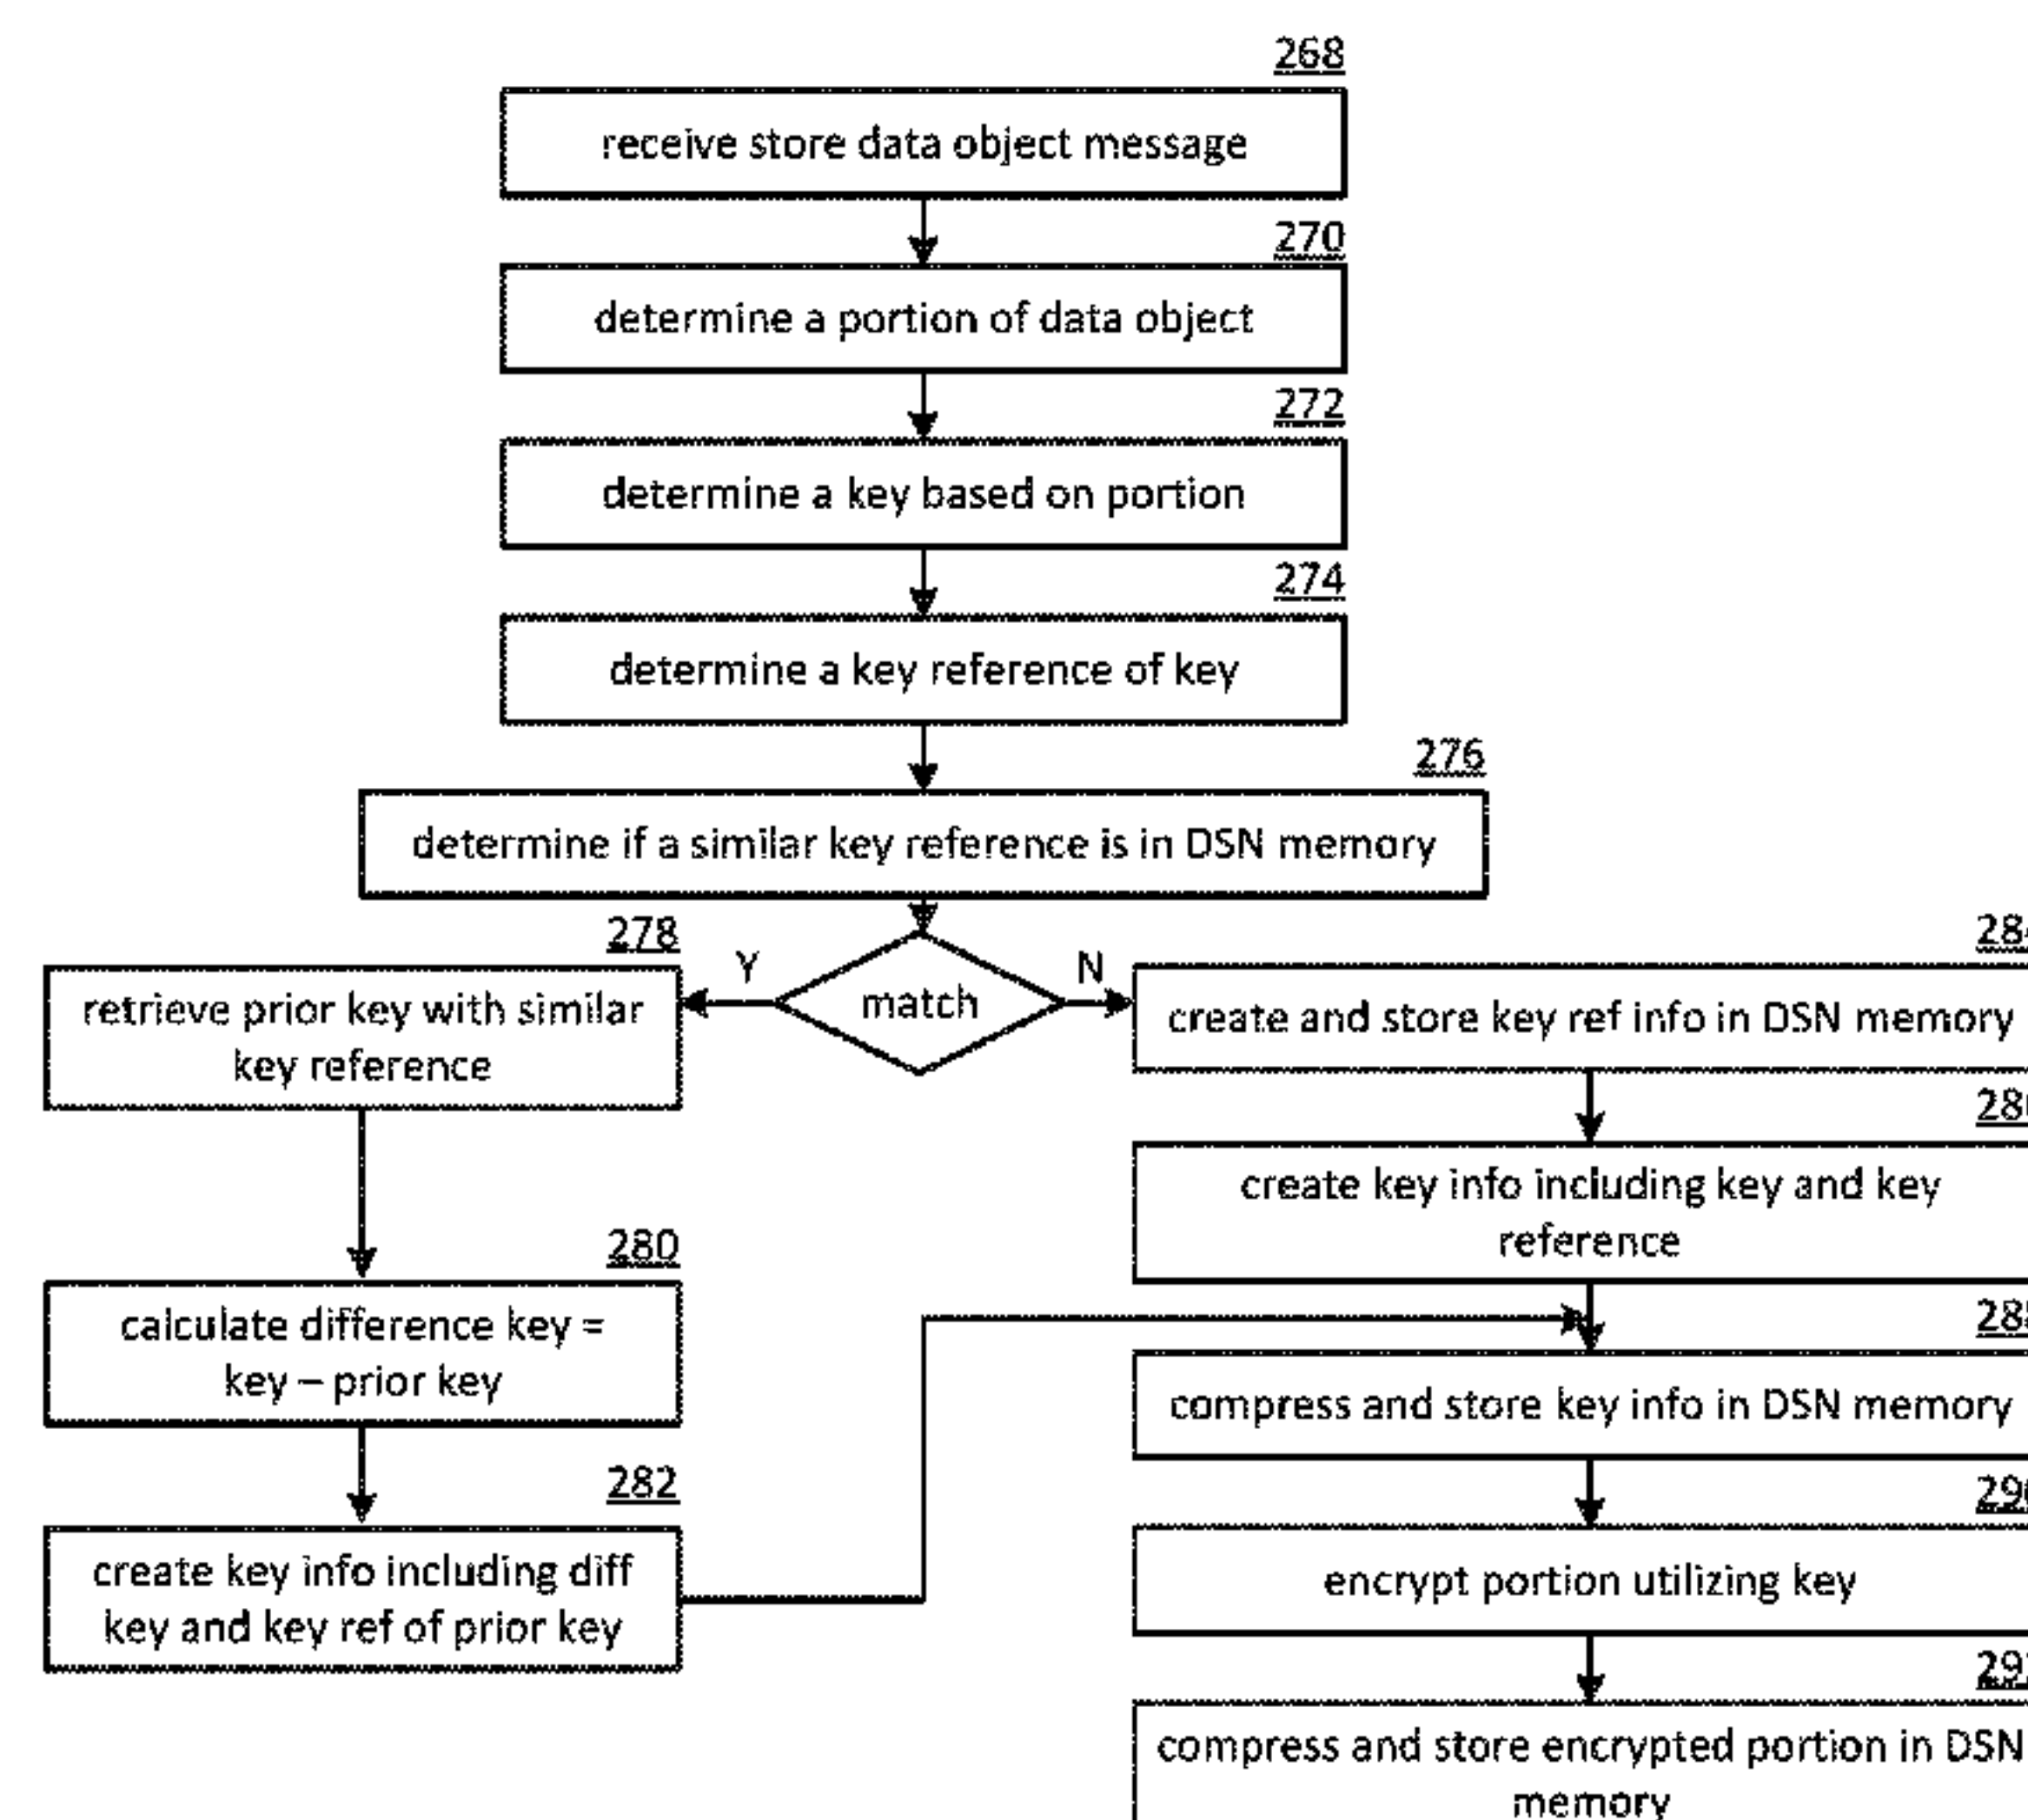 268
receive store data object message
270
determine a portion of data object
272
determine a key based on portion
274
determine a key reference of key
276
determine if a similar key reference is in DSN memory
match
Y
N
278
retrieve prior key with similar
key reference
280
calculate difference key =
key – prior key
282
create key info including diff
key and key ref of prior key
create and store key ref info in DSN memory
create key info including key and key
reference
compress and store key info in DSN memory
encrypt portion utilizing key
compress and store encrypted portion in DSN
memory